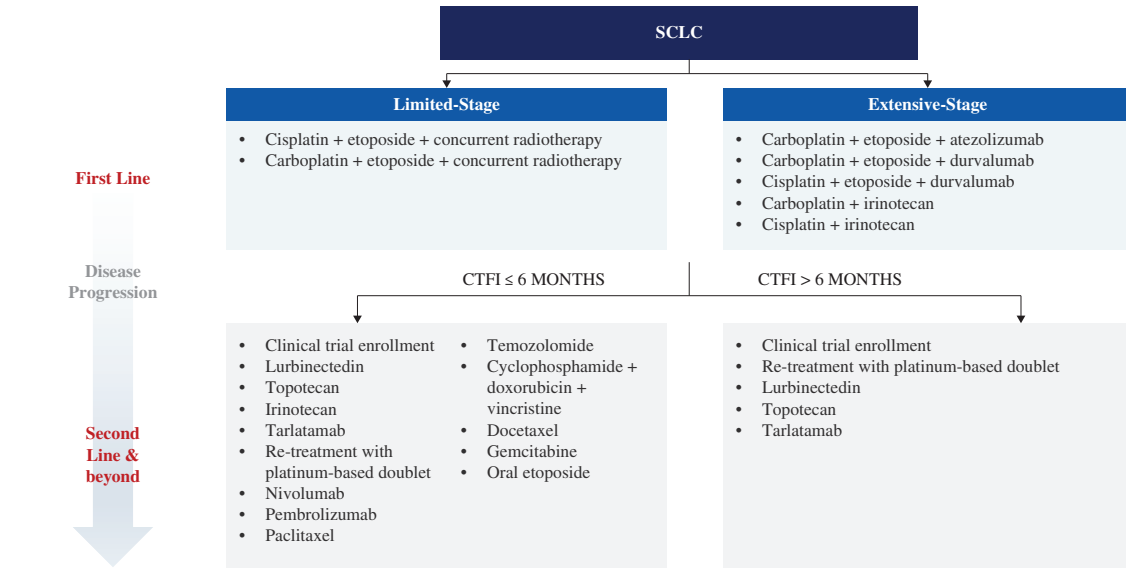 SCLC
Limited-Stage
• Cisplatin + etoposide + concurrent radiotherapy
• Carboplatin + etoposide + concurrent radiotherapy
Extensive-Stage
• Carboplatin + etoposide + atezolizumab
• Carboplatin + etoposide + durvalumab
• Cisplatin + etoposide + durvalumab
• Carboplatin + irinotecan
• Cisplatin + irinotecan
First Line
Disease
Progression
Second
Line &
beyond
CTFI ≤ 6 MONTHS
• Clinical trial enrollment
• Lurbinectedin
• Topotecan
• Irinotecan
• Tarlatamab
• Re-treatment with
platinum-based doublet
• Nivolumab
• Pembrolizumab
• Paclitaxel
• Temozolomide
• Cyclophosphamide +
doxorubicin +
vincristine
• Docetaxel
• Gemcitabine
• Oral etoposide
CTFI > 6 MONTHS
• Clinical trial enrollment
• Re-treatment with platinum-based doublet
• Lurbinectedin
• Topotecan
• Tarlatamab